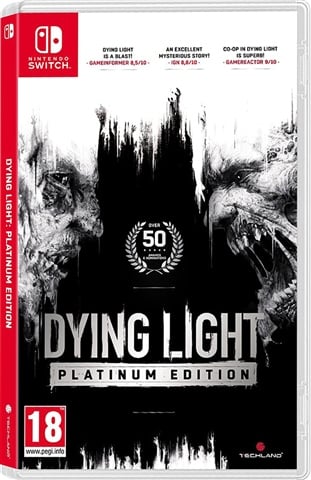 NINTENDO
SWITCH™
DYING LIGHT
IS A BLAST!
- GAMEINFORMER 8,5/10 -
AN EXCELLENT
MYSTERIOUS STORY!
- IGN 8,8/10 -
CO-OP IN DYING LIGHT
IS SUPERB!
- GAMEREACTOR 9/10 -
DYING LIGHT: PLATINUM EDITION
OVER
50
AWARDS
& NOMINATIONS
DYING LIGHT
PLATINUM EDITION
18
www.pegi.info
TECHLAND
TECHLAND